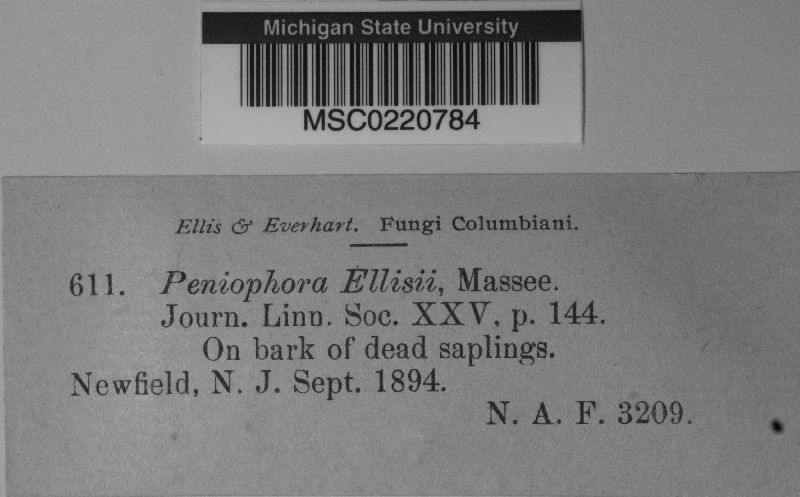 Michigan State University
MSC0220784
Ellis & Everhart. Fungi Columbiani.
611. Peniophora Ellisii, Massee.
Journ. Linn. Soc. XXV, p. 144.
On bark of dead saplings.
Newfield, N. J. Sept. 1894.
N. A. F. 3209.